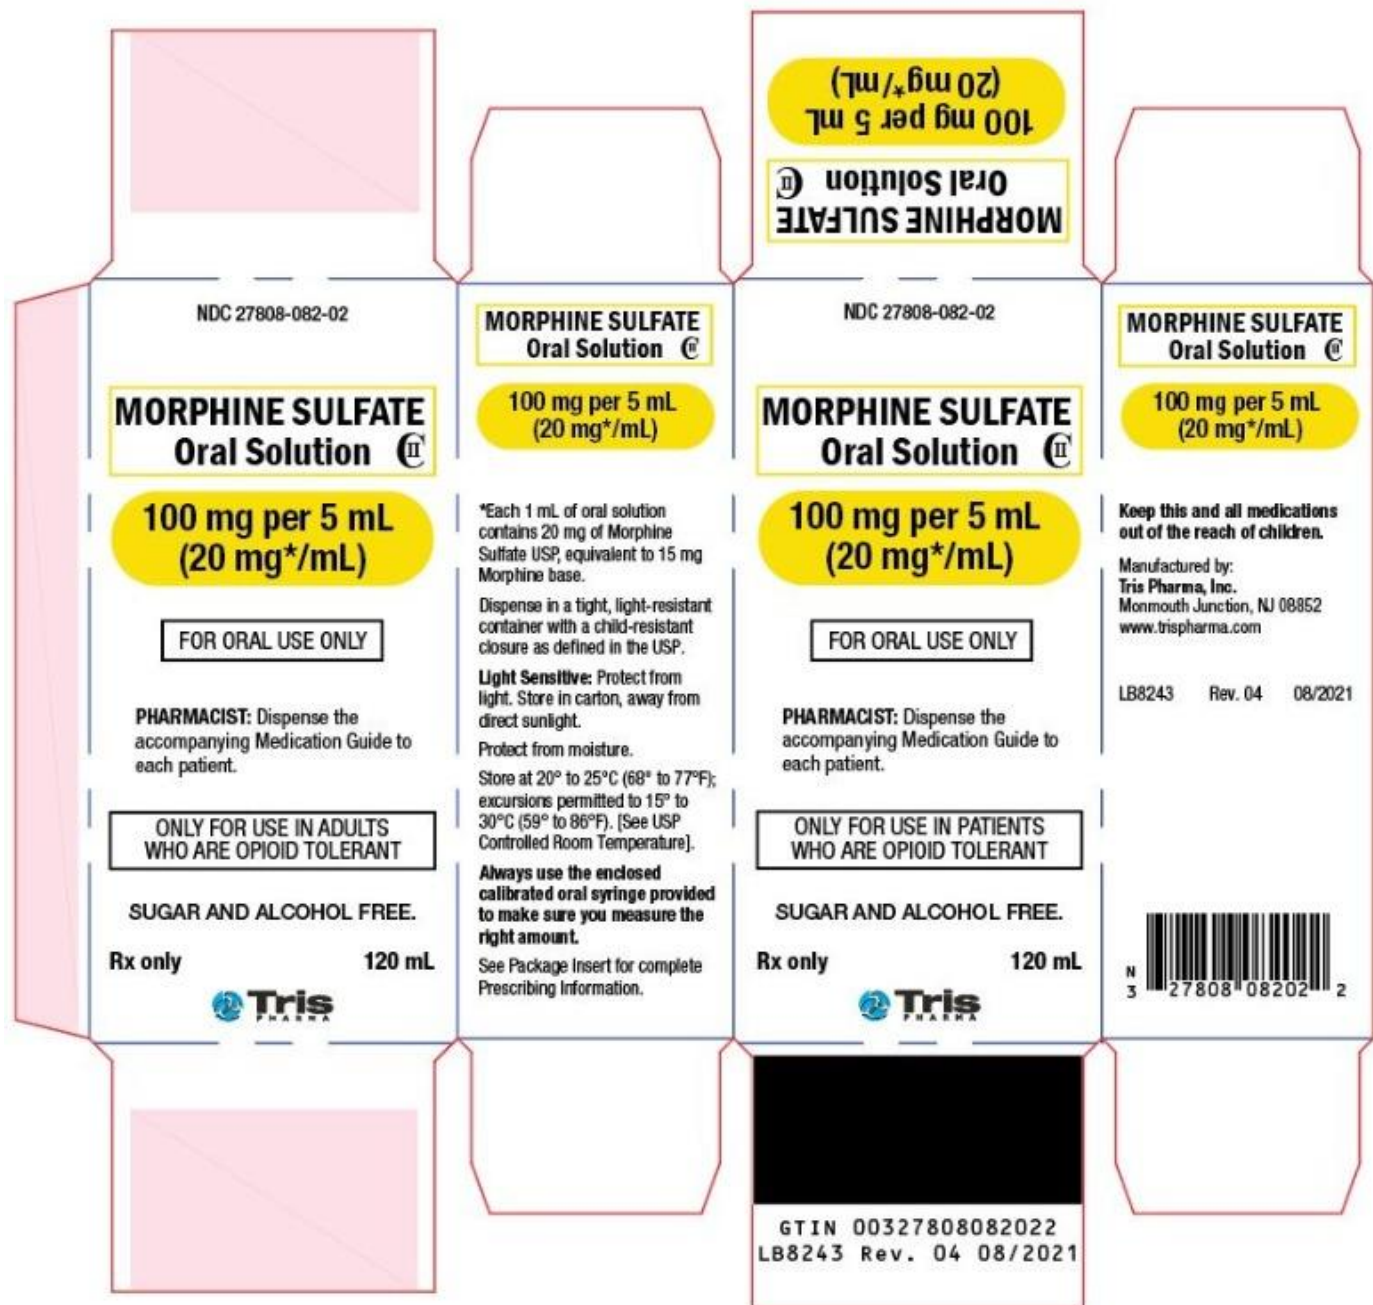 100 mg per 5 mL
(20 mg*/mL)
MORPHINE SULFATE
Oral Solution CII
NDC 27808-082-02
MORPHINE SULFATE
Oral Solution CII
100 mg per 5 mL
(20 mg*/mL)
FOR ORAL USE ONLY
PHARMACIST: Dispense the
accompanying Medication Guide to
each patient.
ONLY FOR USE IN ADULTS
WHO ARE OPIOID TOLERANT
SUGAR AND ALCOHOL FREE.
Rx only 120 mL
Tris
PHARMA
MORPHINE SULFATE
Oral Solution CII
100 mg per 5 mL
(20 mg*/mL)
*Each 1 mL of oral solution
contains 20 mg of Morphine
Sulfate USP, equivalent to 15 mg
Morphine base.
Dispense in a tight, light-resistant
container with a child-resistant
closure as defined in the USP.
Light Sensitive: Protect from
light. Store in carton, away from
direct sunlight.
Protect from moisture.
Store at 20° to 25°C (68° to 77°F);
excursions permitted to 15° to
30°C (59° to 86°F). [See USP
Controlled Room Temperature].
Always use the enclosed
calibrated oral syringe provided
to make sure you measure the
right amount.
See Package Insert for complete
Prescribing Information.
NDC 27808-082-02
MORPHINE SULFATE
Oral Solution CII
100 mg per 5 mL
(20 mg*/mL)
FOR ORAL USE ONLY
PHARMACIST: Dispense the
accompanying Medication Guide to
each patient.
ONLY FOR USE IN PATIENTS
WHO ARE OPIOID TOLERANT
SUGAR AND ALCOHOL FREE.
Rx only 120 mL
Tris
PHARMA
MORPHINE SULFATE
Oral Solution CII
100 mg per 5 mL
(20 mg*/mL)
Keep this and all medications
out of the reach of children.
Manufactured by:
Tris Pharma, Inc.
Monmouth Junction, NJ 08852
www.trispharma.com
LB8243 Rev. 04 08/2021
N
3 27808 08202 2
GTIN 00327808082022
LB8243 Rev. 04 08/2021